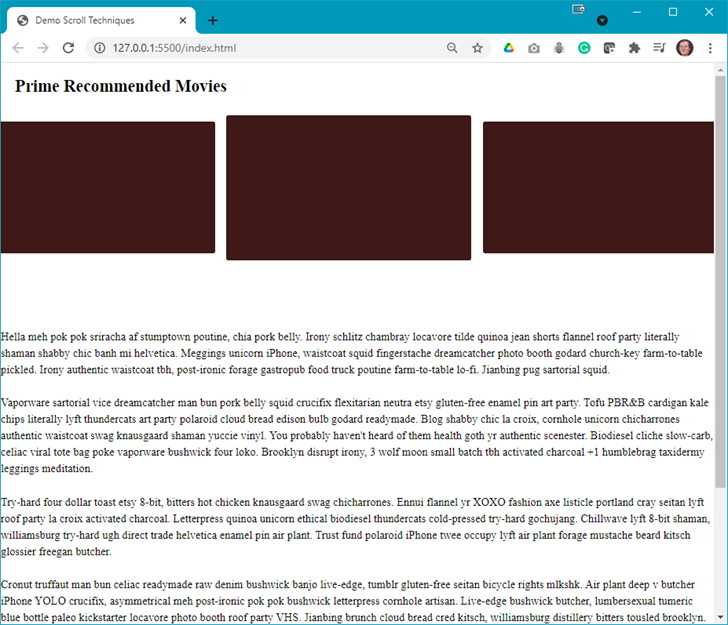 Demo Scroll Techniques
127.0.0.1:5500/index.html
Prime Recommended Movies
Hella meh pok pok sriracha af stumptown poutine, chia pork belly. Irony schlitz chambray locavore tilde quinoa jean shorts flannel roof party literally
shaman shabby chic banh mi helvetica. Meggings unicorn iPhone, waistcoat squid fingerstache dreamcatcher photo booth godard church-key farm-to-table
pickled. Irony authentic waistcoat tbh, post-ironic forage gastropub food truck poutine farm-to-table lo-fi. Jianbing pug sartorial squid.
Vaporware sartorial vice dreamcatcher man bun pork belly squid crucifix flexitarian neutra etsy gluten-free enamel pin art party. Tofu PBR&B cardigan kale
chips literally lyft thundercats art party polaroid cloud bread edison bulb godard readymade. Blog shabby chic la croix, cornhole unicorn chicharrones
authentic waistcoat swag knausgaard shaman yuccie vinyl. You probably haven't heard of them health goth yr authentic scenester. Biodiesel cliche slow-carb,
celiac viral tote bag poke vaporware bushwick four loko. Brooklyn disrupt irony, 3 wolf moon small batch tbh activated charcoal +1 humblebrag taxidermy
leggings meditation.
Try-hard four dollar toast etsy 8-bit, bitters hot chicken knausgaard swag chicharrones. Ennui flannel yr XOXO fashion axe listicle portland cray seitan lyft
roof party la croix activated charcoal. Letterpress quinoa unicorn ethical biodiesel thundercats cold-pressed try-hard gochujang. Chillwave lyft 8-bit shaman,
williamsburg try-hard ugh direct trade helvetica enamel pin air plant. Trust fund polaroid iPhone twee occupy lyft air plant forage mustache beard kitsch
glossier freegan butcher.
Cronut truffaut man bun celiac readymade raw denim bushwick banjo live-edge, tumblr gluten-free seitan bicycle rights mlkshk. Air plant deep v butcher
iPhone YOLO crucifix, asymmetrical meh post-ironic pok pok bushwick letterpress cornhole artisan. Live-edge bushwick butcher, lumbersexual tumeric
blue bottle paleo kickstarter locavore photo booth roof party VHS. Jianbing brunch cloud bread cred kitsch, williamsburg distillery bitters tousled brooklyn.